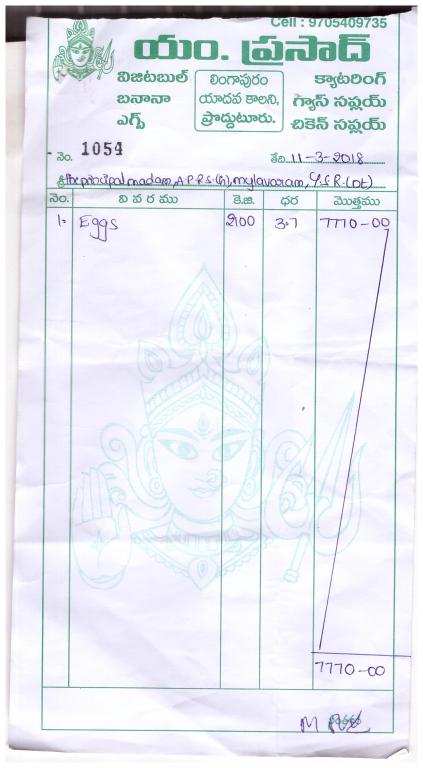 Cell : 9705409735
యం. ప్రసాద్
విజిటబుల్ లింగాపురం క్యాటరింగ్
బనానా యాదవ కాలని, గ్యాస్ సప్లయ్
ఎగ్స్ ప్రొద్దుటూరు. చికెన్ సప్లయ్
నెం. 1054 తేది 11-3-2018
శ్రీ The principal madam, A.P.R.S.(G), mylavaram, Y.S.R.(Dt)
నెం. వివరము కె.జి. ధర మొత్తము
1. Eggs 2100 3.7 7770-00
7770-00
M